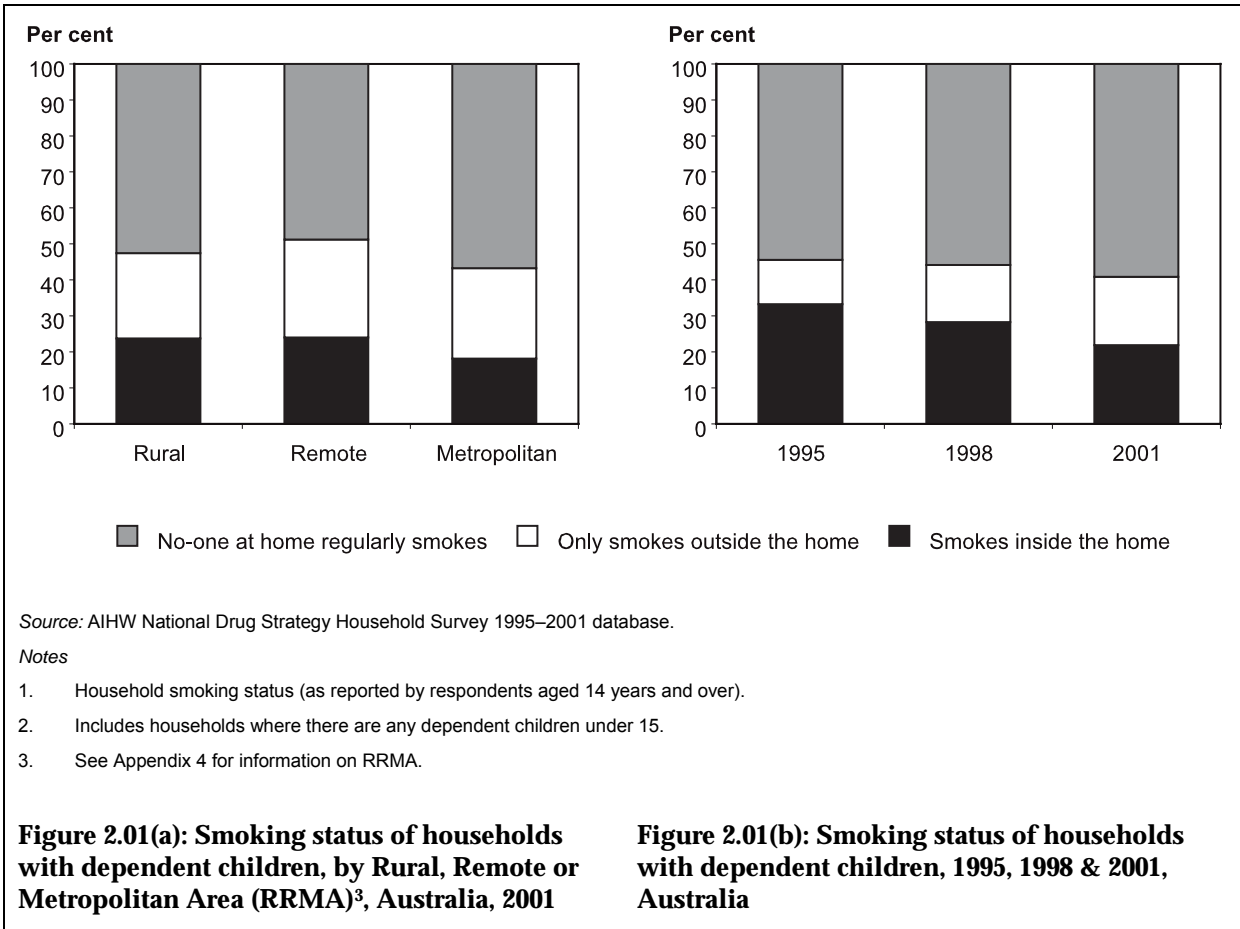 Per cent
100
90
80
70
60
50
40
30
20
10
0
Rural Remote Metropolitan
Per cent
100
90
80
70
60
50
40
30
20
10
0
1995 1998 2001
No-one at home regularly smokes Only smokes outside the home Smokes inside the home
Source: AIHW National Drug Strategy Household Survey 1995–2001 database.
Notes
1. Household smoking status (as reported by respondents aged 14 years and over).
2. Includes households where there are any dependent children under 15.
3. See Appendix 4 for information on RRMA.
Figure 2.01(a): Smoking status of households
with dependent children, by Rural, Remote or
Metropolitan Area (RRMA)³, Australia, 2001
Figure 2.01(b): Smoking status of households
with dependent children, 1995, 1998 & 2001,
Australia